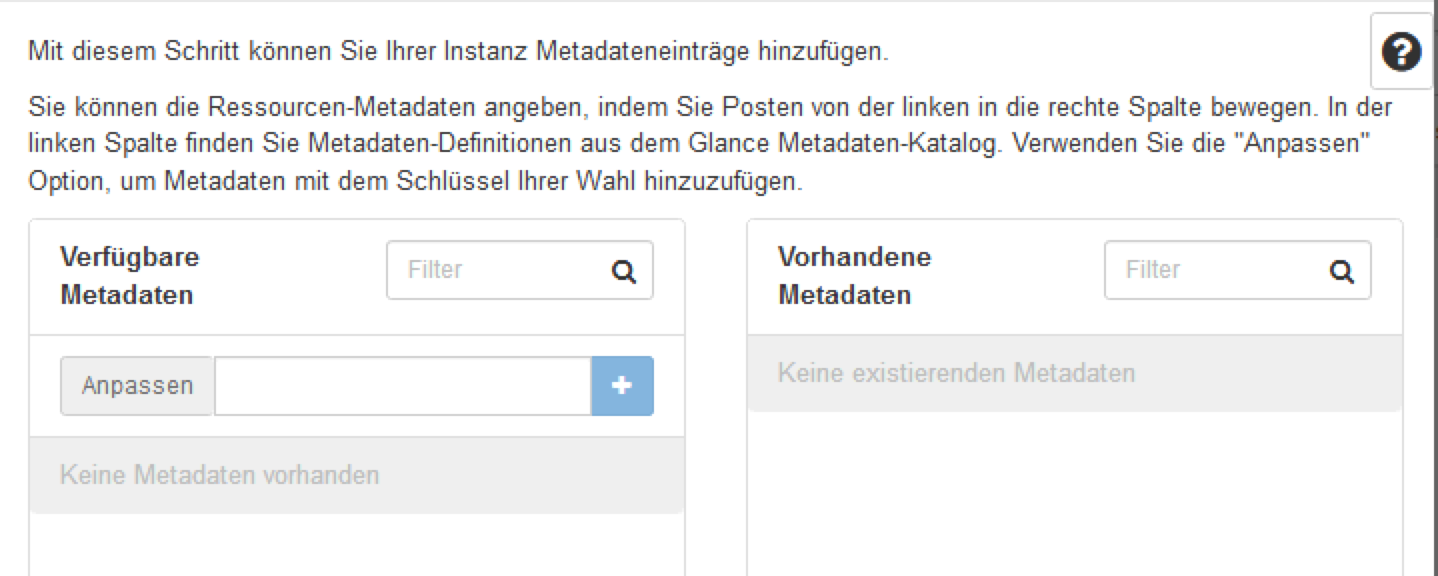 Mit diesem Schritt können Sie Ihrer Instanz Metadateneinträge hinzufügen.
Sie können die Ressourcen-Metadaten angeben, indem Sie Posten von der linken in die rechte Spalte bewegen. In der
linken Spalte finden Sie Metadaten-Definitionen aus dem Glance Metadaten-Katalog. Verwenden Sie die "Anpassen"
Option, um Metadaten mit dem Schlüssel Ihrer Wahl hinzuzufügen.
Verfügbare
Metadaten
Filter
Anpassen
Keine Metadaten vorhanden
Vorhandene
Metadaten
Filter
Keine existierenden Metadaten